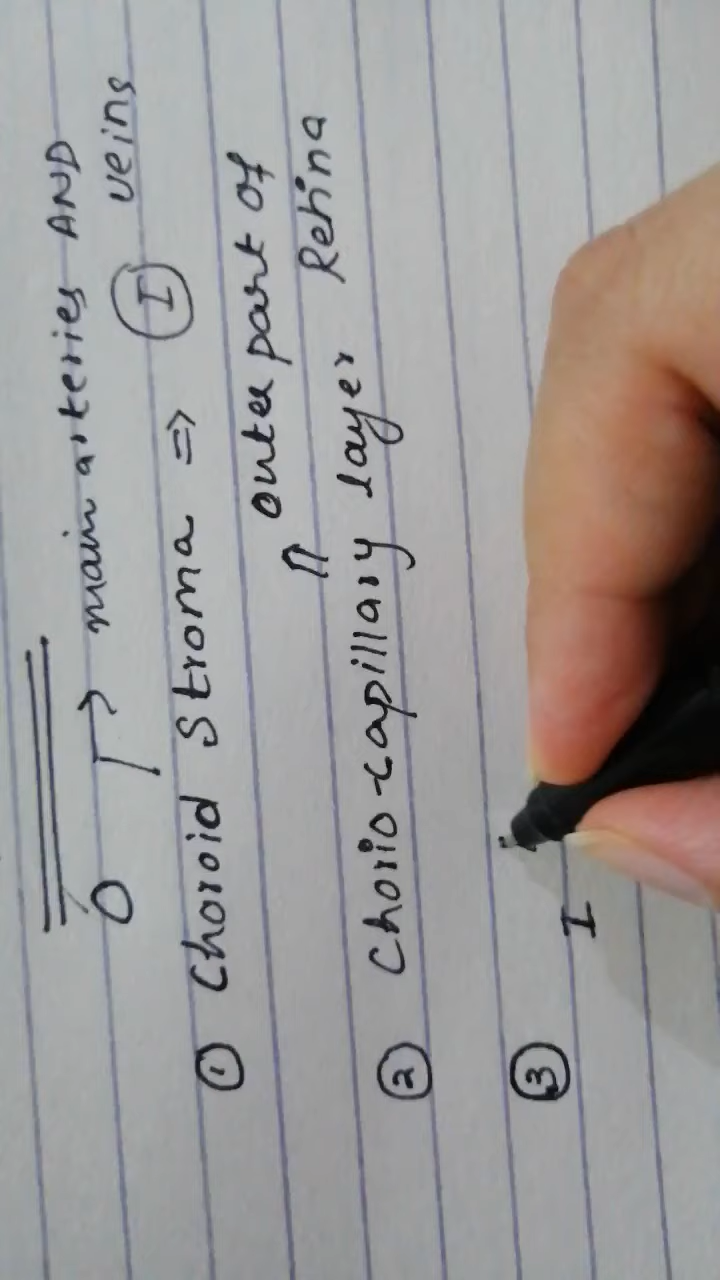 O → main arteries AND
veins
① Choroid Stroma ⇒ Ⓘ
outer part of
⇑ Retina
② Chorio-capillary layer
③ I